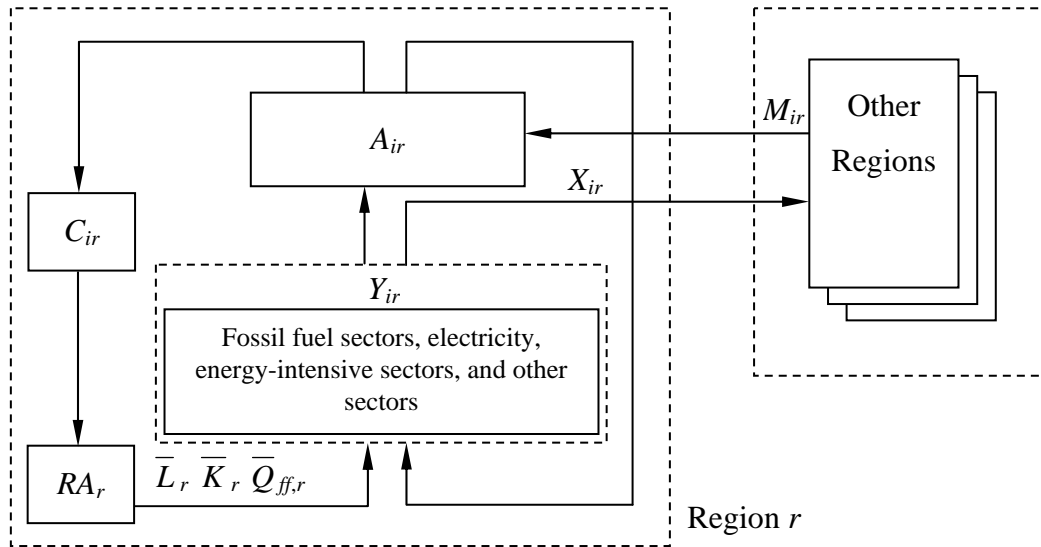 A_ir
M_ir
Other
Regions
X_ir
C_ir
Y_ir
Fossil fuel sectors, electricity,
energy-intensive sectors, and other
sectors
RA_r
L̅_r K̅_r Q̅_ff,r
Region r